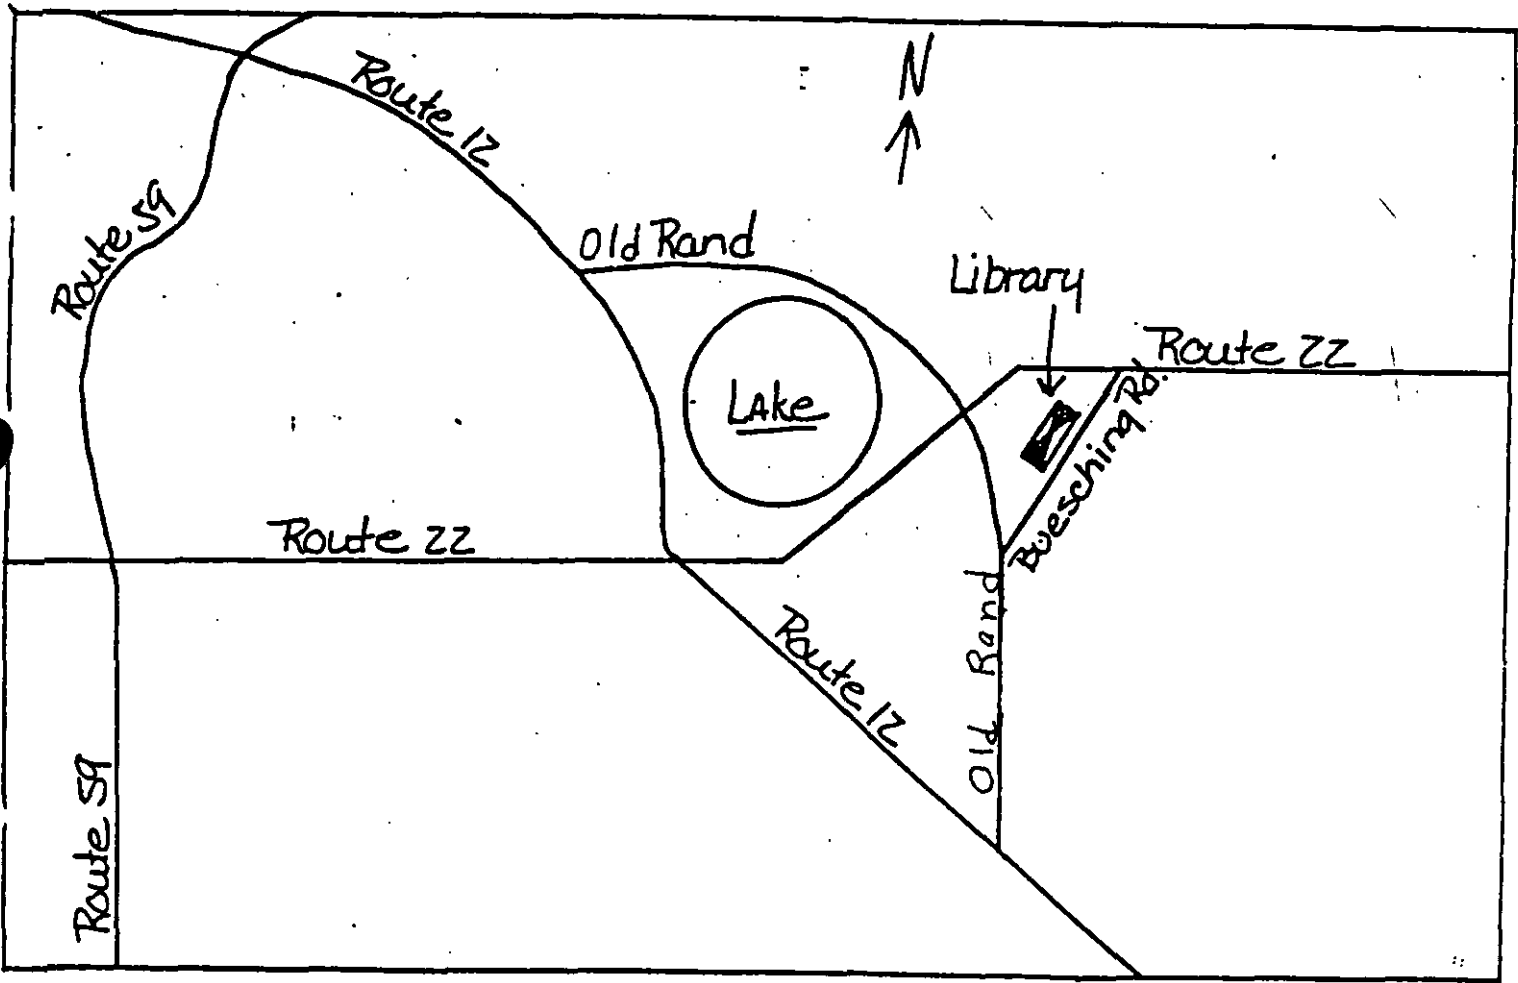 N
Route 12
Route 59
Old Rand
Library
Route 22
Lake
Buesching Rd.
Route 22
Old Rand
Route 12
Route 59